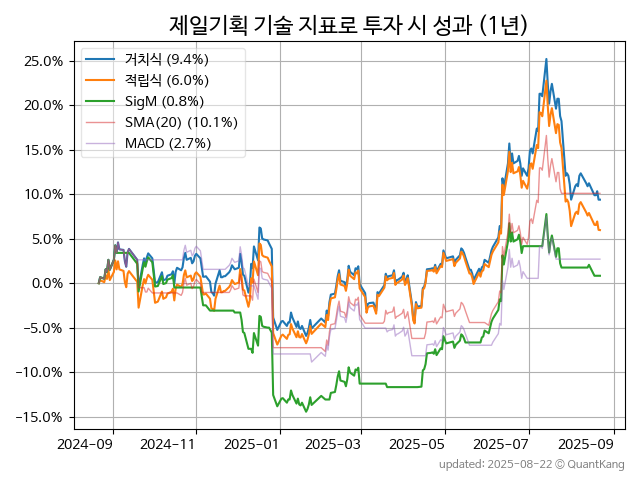 제일기획 기술 지표로 투자 시 성과 (1년)
거치식 (9.4%)
적립식 (6.0%)
SigM (0.8%)
SMA(20) (10.1%)
MACD (2.7%)
25.0%
20.0%
15.0%
10.0%
5.0%
0.0%
−5.0%
−10.0%
−15.0%
2024-09 2024-11 2025-01 2025-03 2025-05 2025-07 2025-09
updated: 2025-08-22 © QuantKang